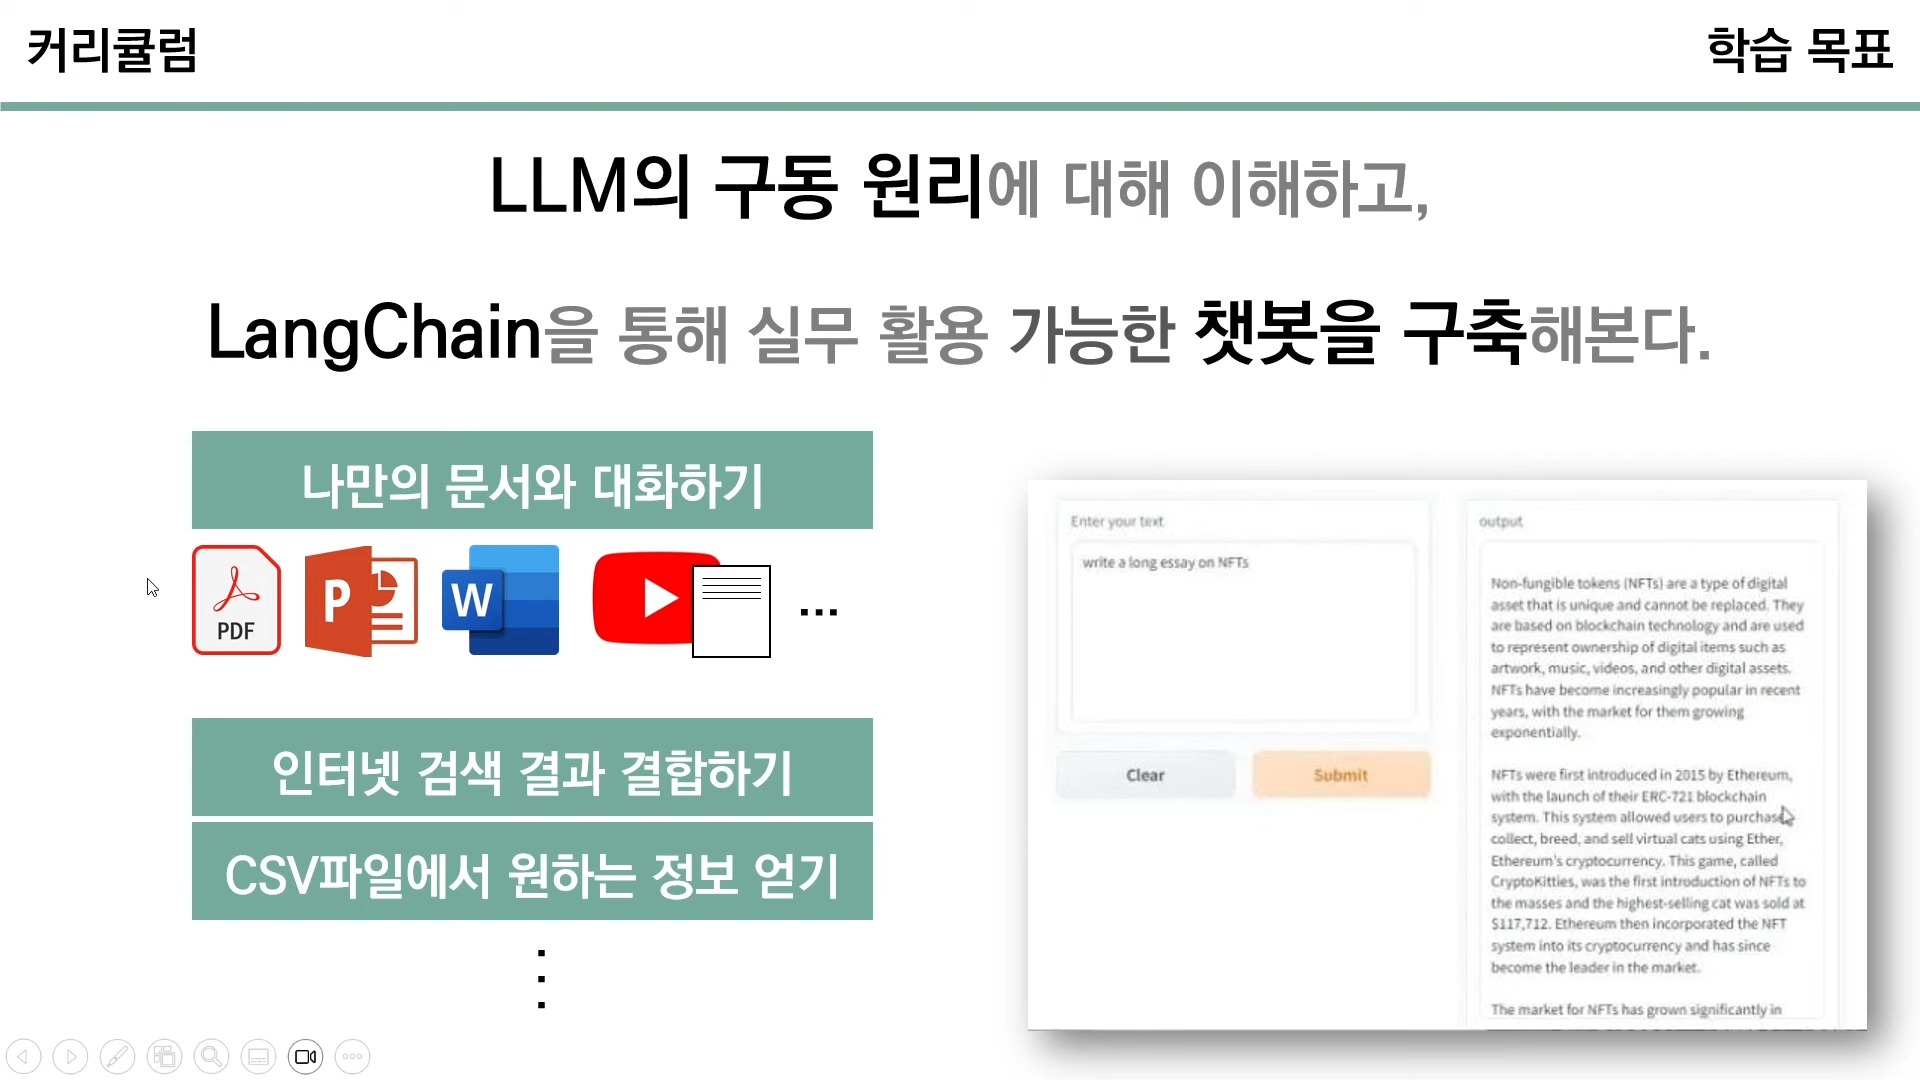 커리큘럼
학습 목표
LLM의 구동 원리에 대해 이해하고,
LangChain을 통해 실무 활용 가능한 챗봇을 구축해본다.
나만의 문서와 대화하기
PDF
P
W
...
인터넷 검색 결과 결합하기
CSV파일에서 원하는 정보 얻기
Enter your text
write a long essay on NFTs
Clear
Submit
output
Non-fungible tokens (NFTs) are a type of digital
asset that is unique and cannot be replaced. They
are based on blockchain technology and are used
to represent ownership of digital items such as
artwork, music, videos, and other digital assets.
NFTs have become increasingly popular in recent
years, with the market for them growing
exponentially.
NFTs were first introduced in 2015 by Ethereum,
with the launch of their ERC-721 blockchain
system. This system allowed users to purchase,
collect, breed, and sell virtual cats using Ether,
Ethereum's cryptocurrency. This game, called
CryptoKitties, was the first introduction of NFTs to
the masses and the highest-selling cat was sold at
$117,712. Ethereum then incorporated the NFT
system into its cryptocurrency and has since
become the leader in the market.
The market for NFTs has grown significantly in